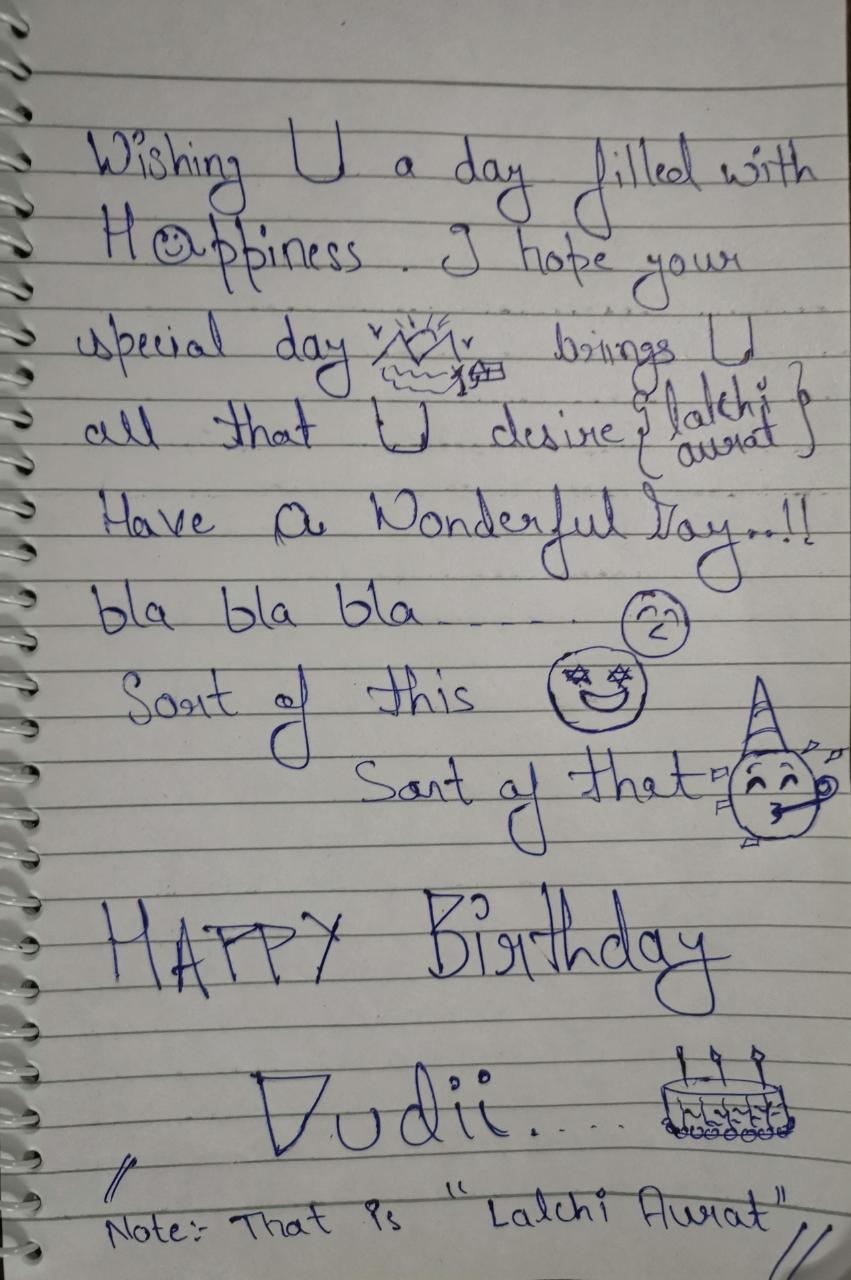 Wishing U a day filled with
Happiness. I hope your
special day brings U
all that U desire {lalchi
aurat}
Have a Wonderful Day..!!
bla bla bla.......
Sort of this
Sort of that
HAPPY Birthday
Dudii.....
// Note:- That is "Lalchi Aurat" //